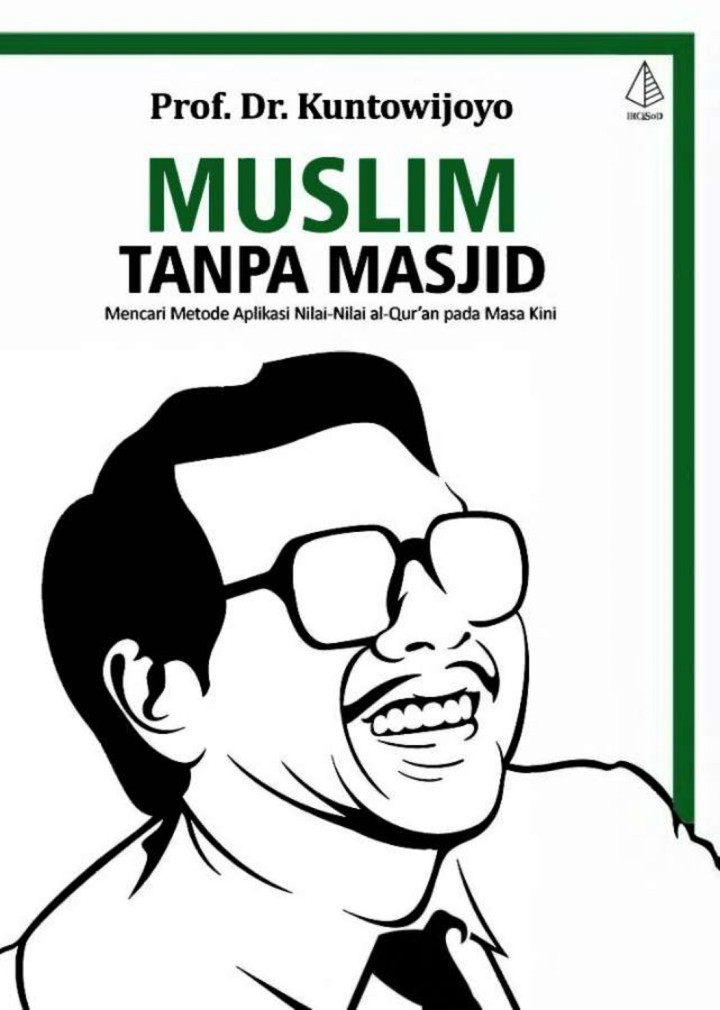 IRCiSoD
Prof. Dr. Kuntowijoyo
MUSLIM
TANPA MASJID
Mencari Metode Aplikasi Nilai-Nilai al-Qur'an pada Masa Kini